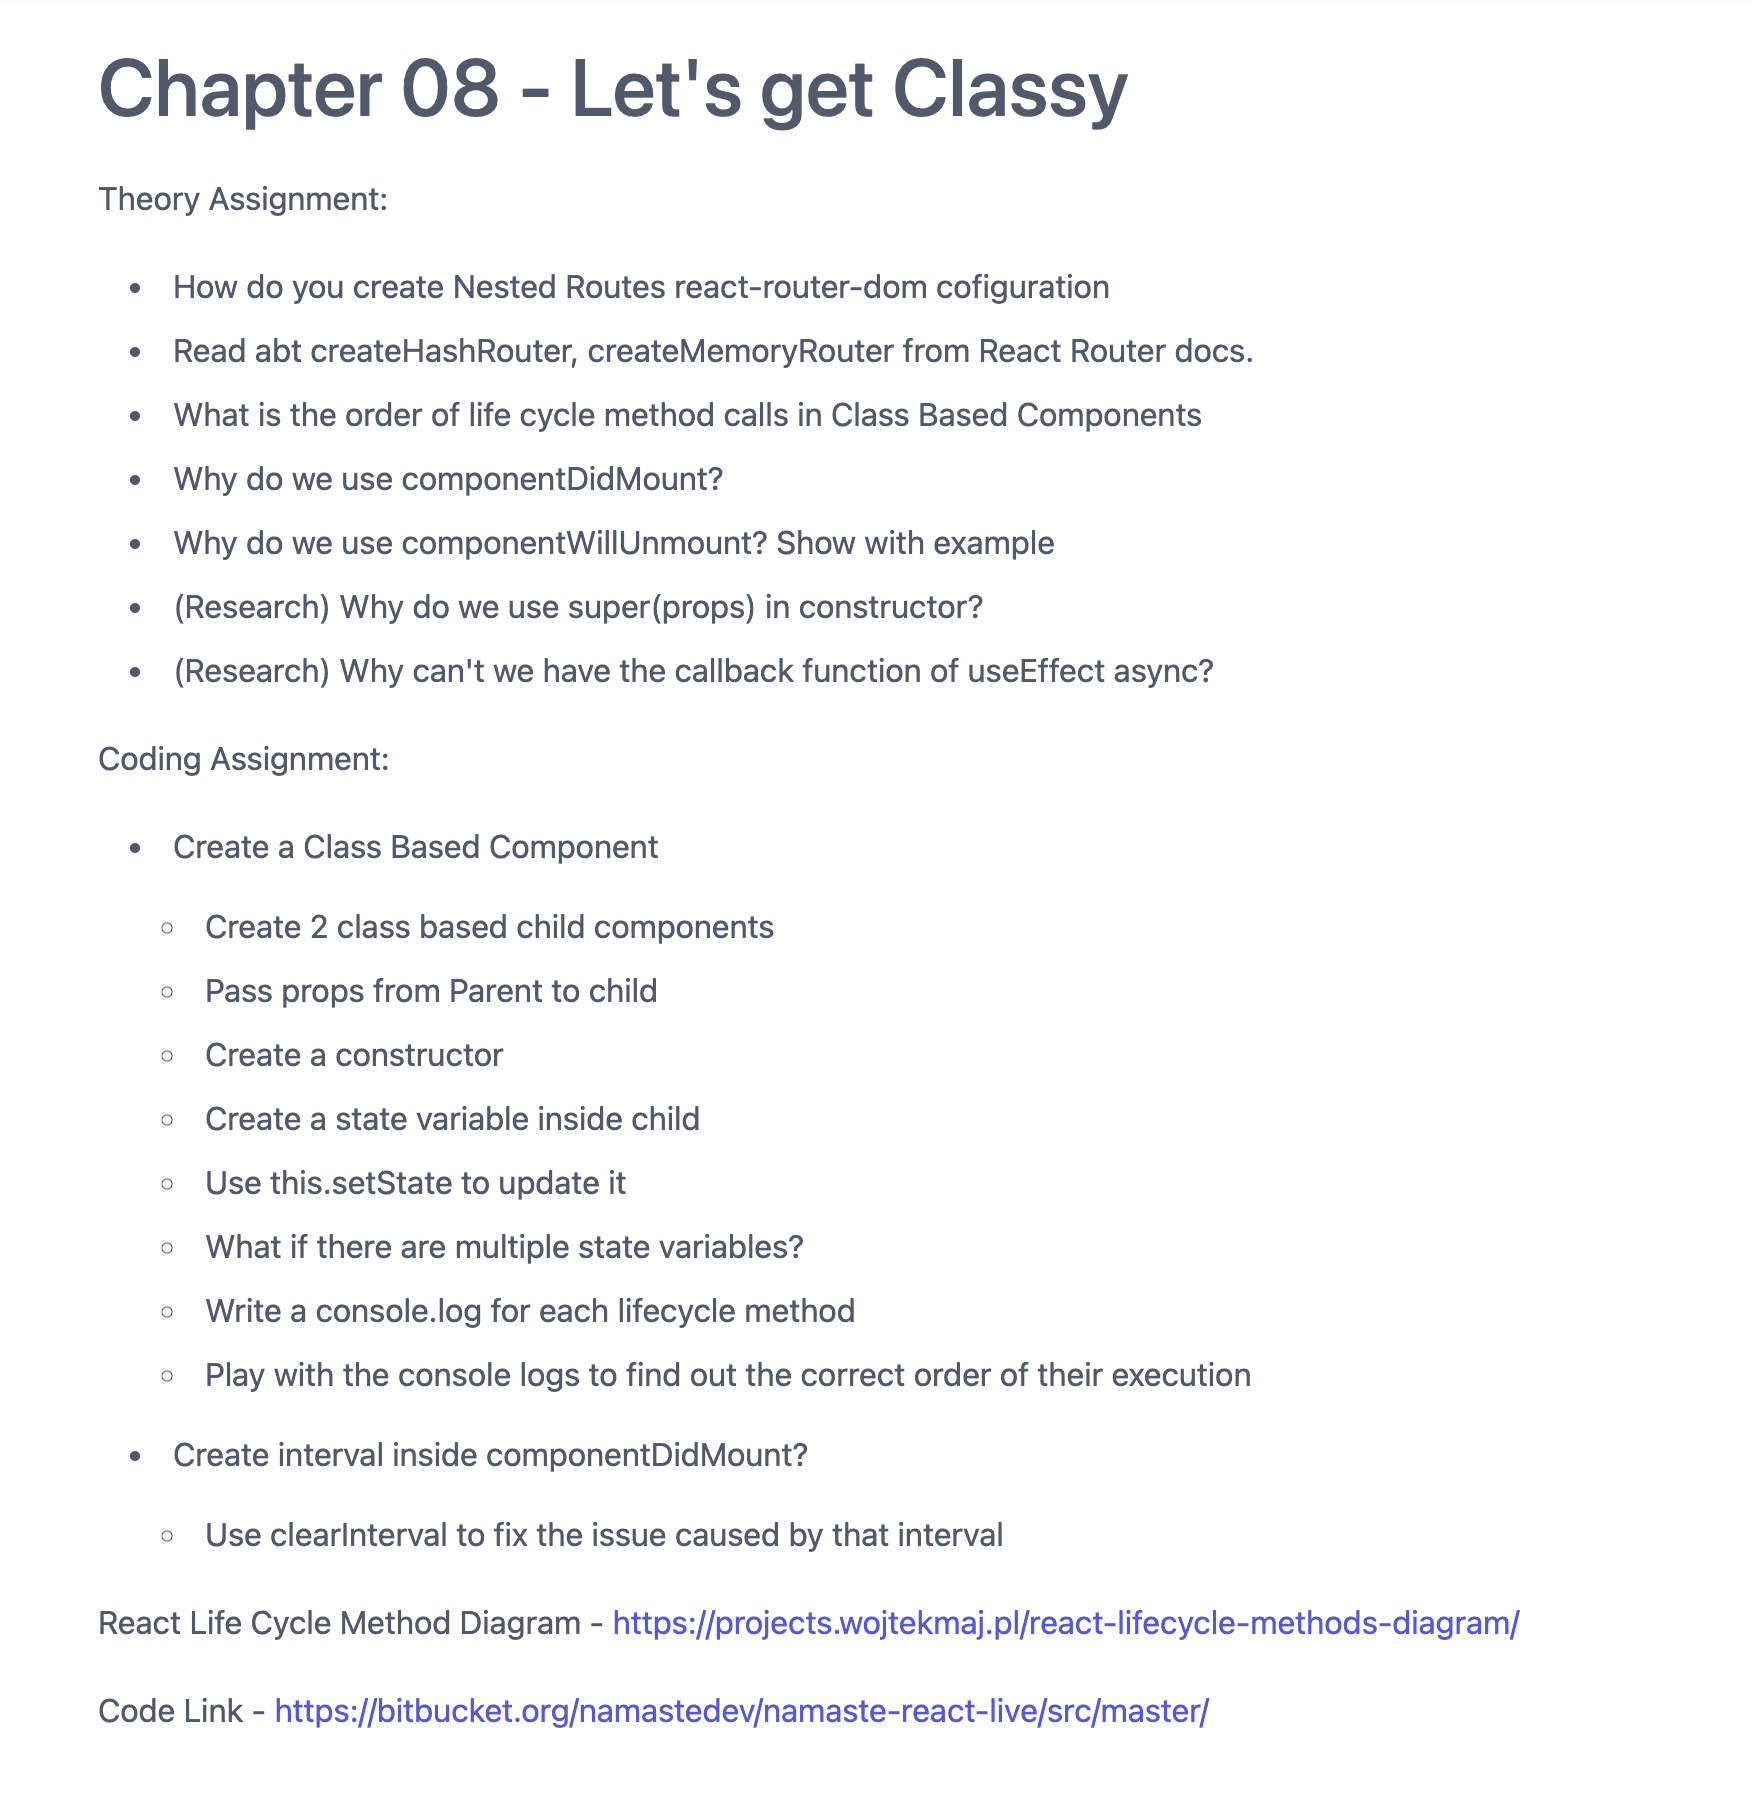 Chapter 08 - Let's get Classy
Theory Assignment:
• How do you create Nested Routes react-router-dom cofiguration
• Read abt createHashRouter, createMemoryRouter from React Router docs.
• What is the order of life cycle method calls in Class Based Components
• Why do we use componentDidMount?
• Why do we use componentWillUnmount? Show with example
• (Research) Why do we use super(props) in constructor?
• (Research) Why can't we have the callback function of useEffect async?
Coding Assignment:
• Create a Class Based Component
◦ Create 2 class based child components
◦ Pass props from Parent to child
◦ Create a constructor
◦ Create a state variable inside child
◦ Use this.setState to update it
◦ What if there are multiple state variables?
◦ Write a console.log for each lifecycle method
◦ Play with the console logs to find out the correct order of their execution
• Create interval inside componentDidMount?
◦ Use clearInterval to fix the issue caused by that interval
React Life Cycle Method Diagram - https://projects.wojtekmaj.pl/react-lifecycle-methods-diagram/
Code Link - https://bitbucket.org/namastedev/namaste-react-live/src/master/